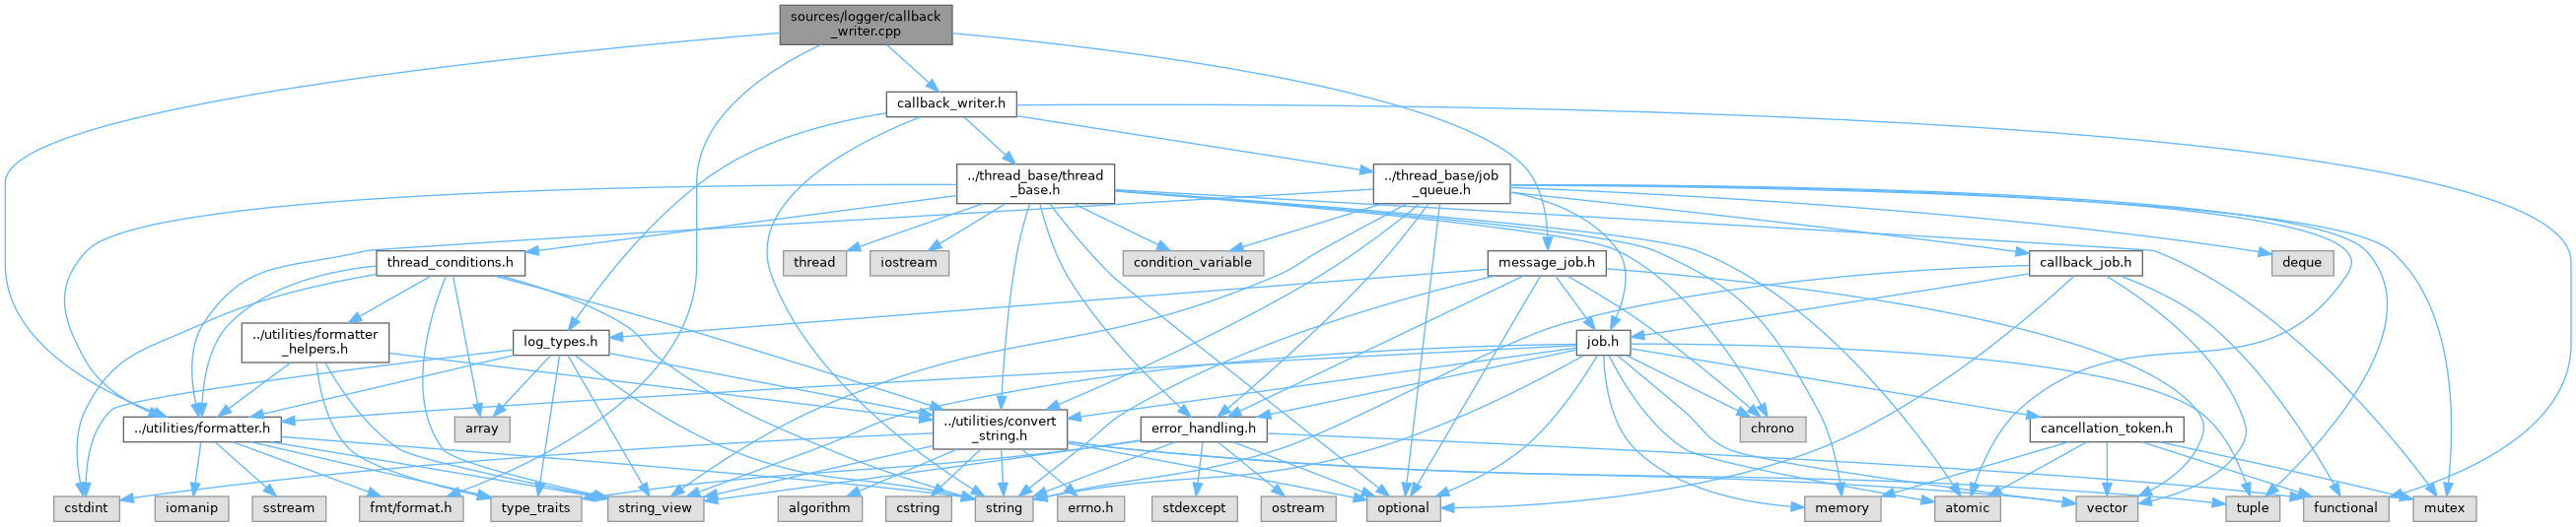 sources/logger/callback
_writer.cpp
callback_writer.h
../thread_base/thread
_base.h
../thread_base/job
_queue.h
thread_conditions.h
thread
iostream
condition_variable
message_job.h
callback_job.h
deque
../utilities/formatter
_helpers.h
log_types.h
job.h
../utilities/formatter.h
array
../utilities/convert
_string.h
error_handling.h
chrono
cancellation_token.h
cstdint
iomanip
sstream
fmt/format.h
type_traits
string_view
algorithm
cstring
string
errno.h
stdexcept
ostream
optional
memory
atomic
vector
tuple
functional
mutex